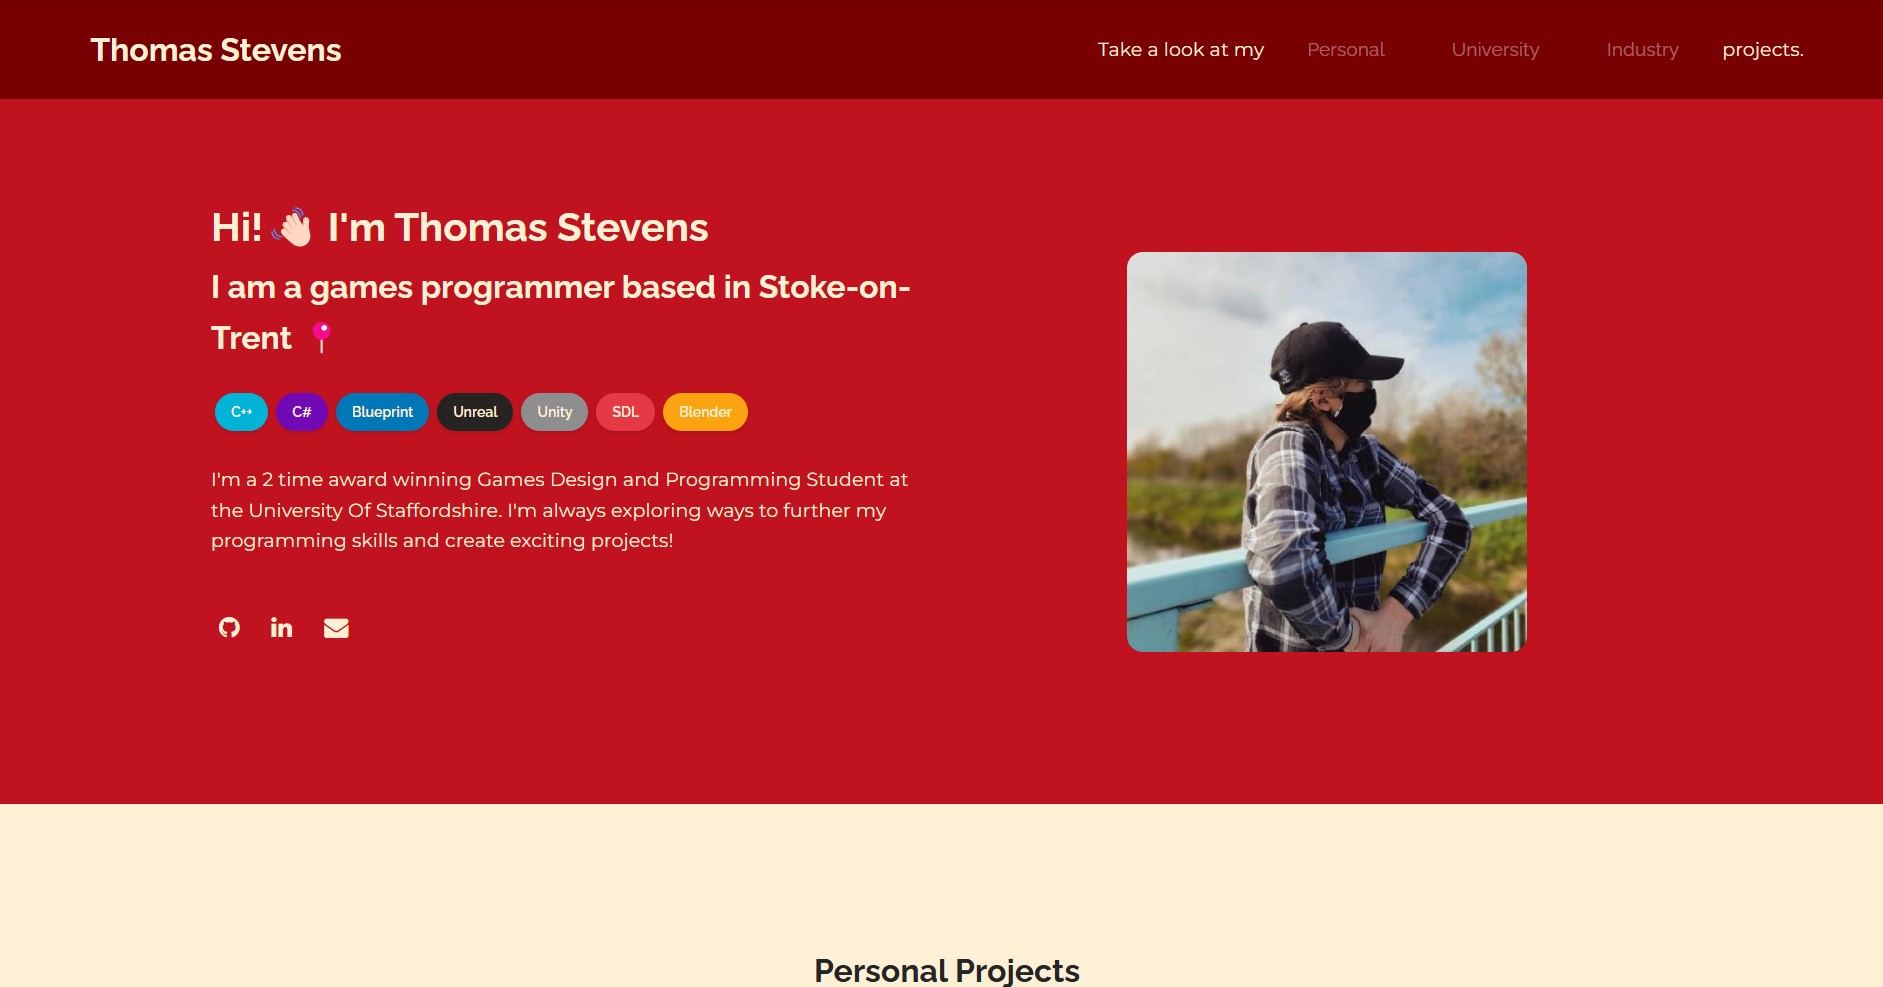 Thomas Stevens
Take a look at my Personal University Industry projects.
Hi! 👋🏻 I'm Thomas Stevens
I am a games programmer based in Stoke-on-
Trent 📍
C++ C# Blueprint Unreal Unity SDL Blender
I'm a 2 time award winning Games Design and Programming Student at
the University Of Staffordshire. I'm always exploring ways to further my
programming skills and create exciting projects!
Personal Projects